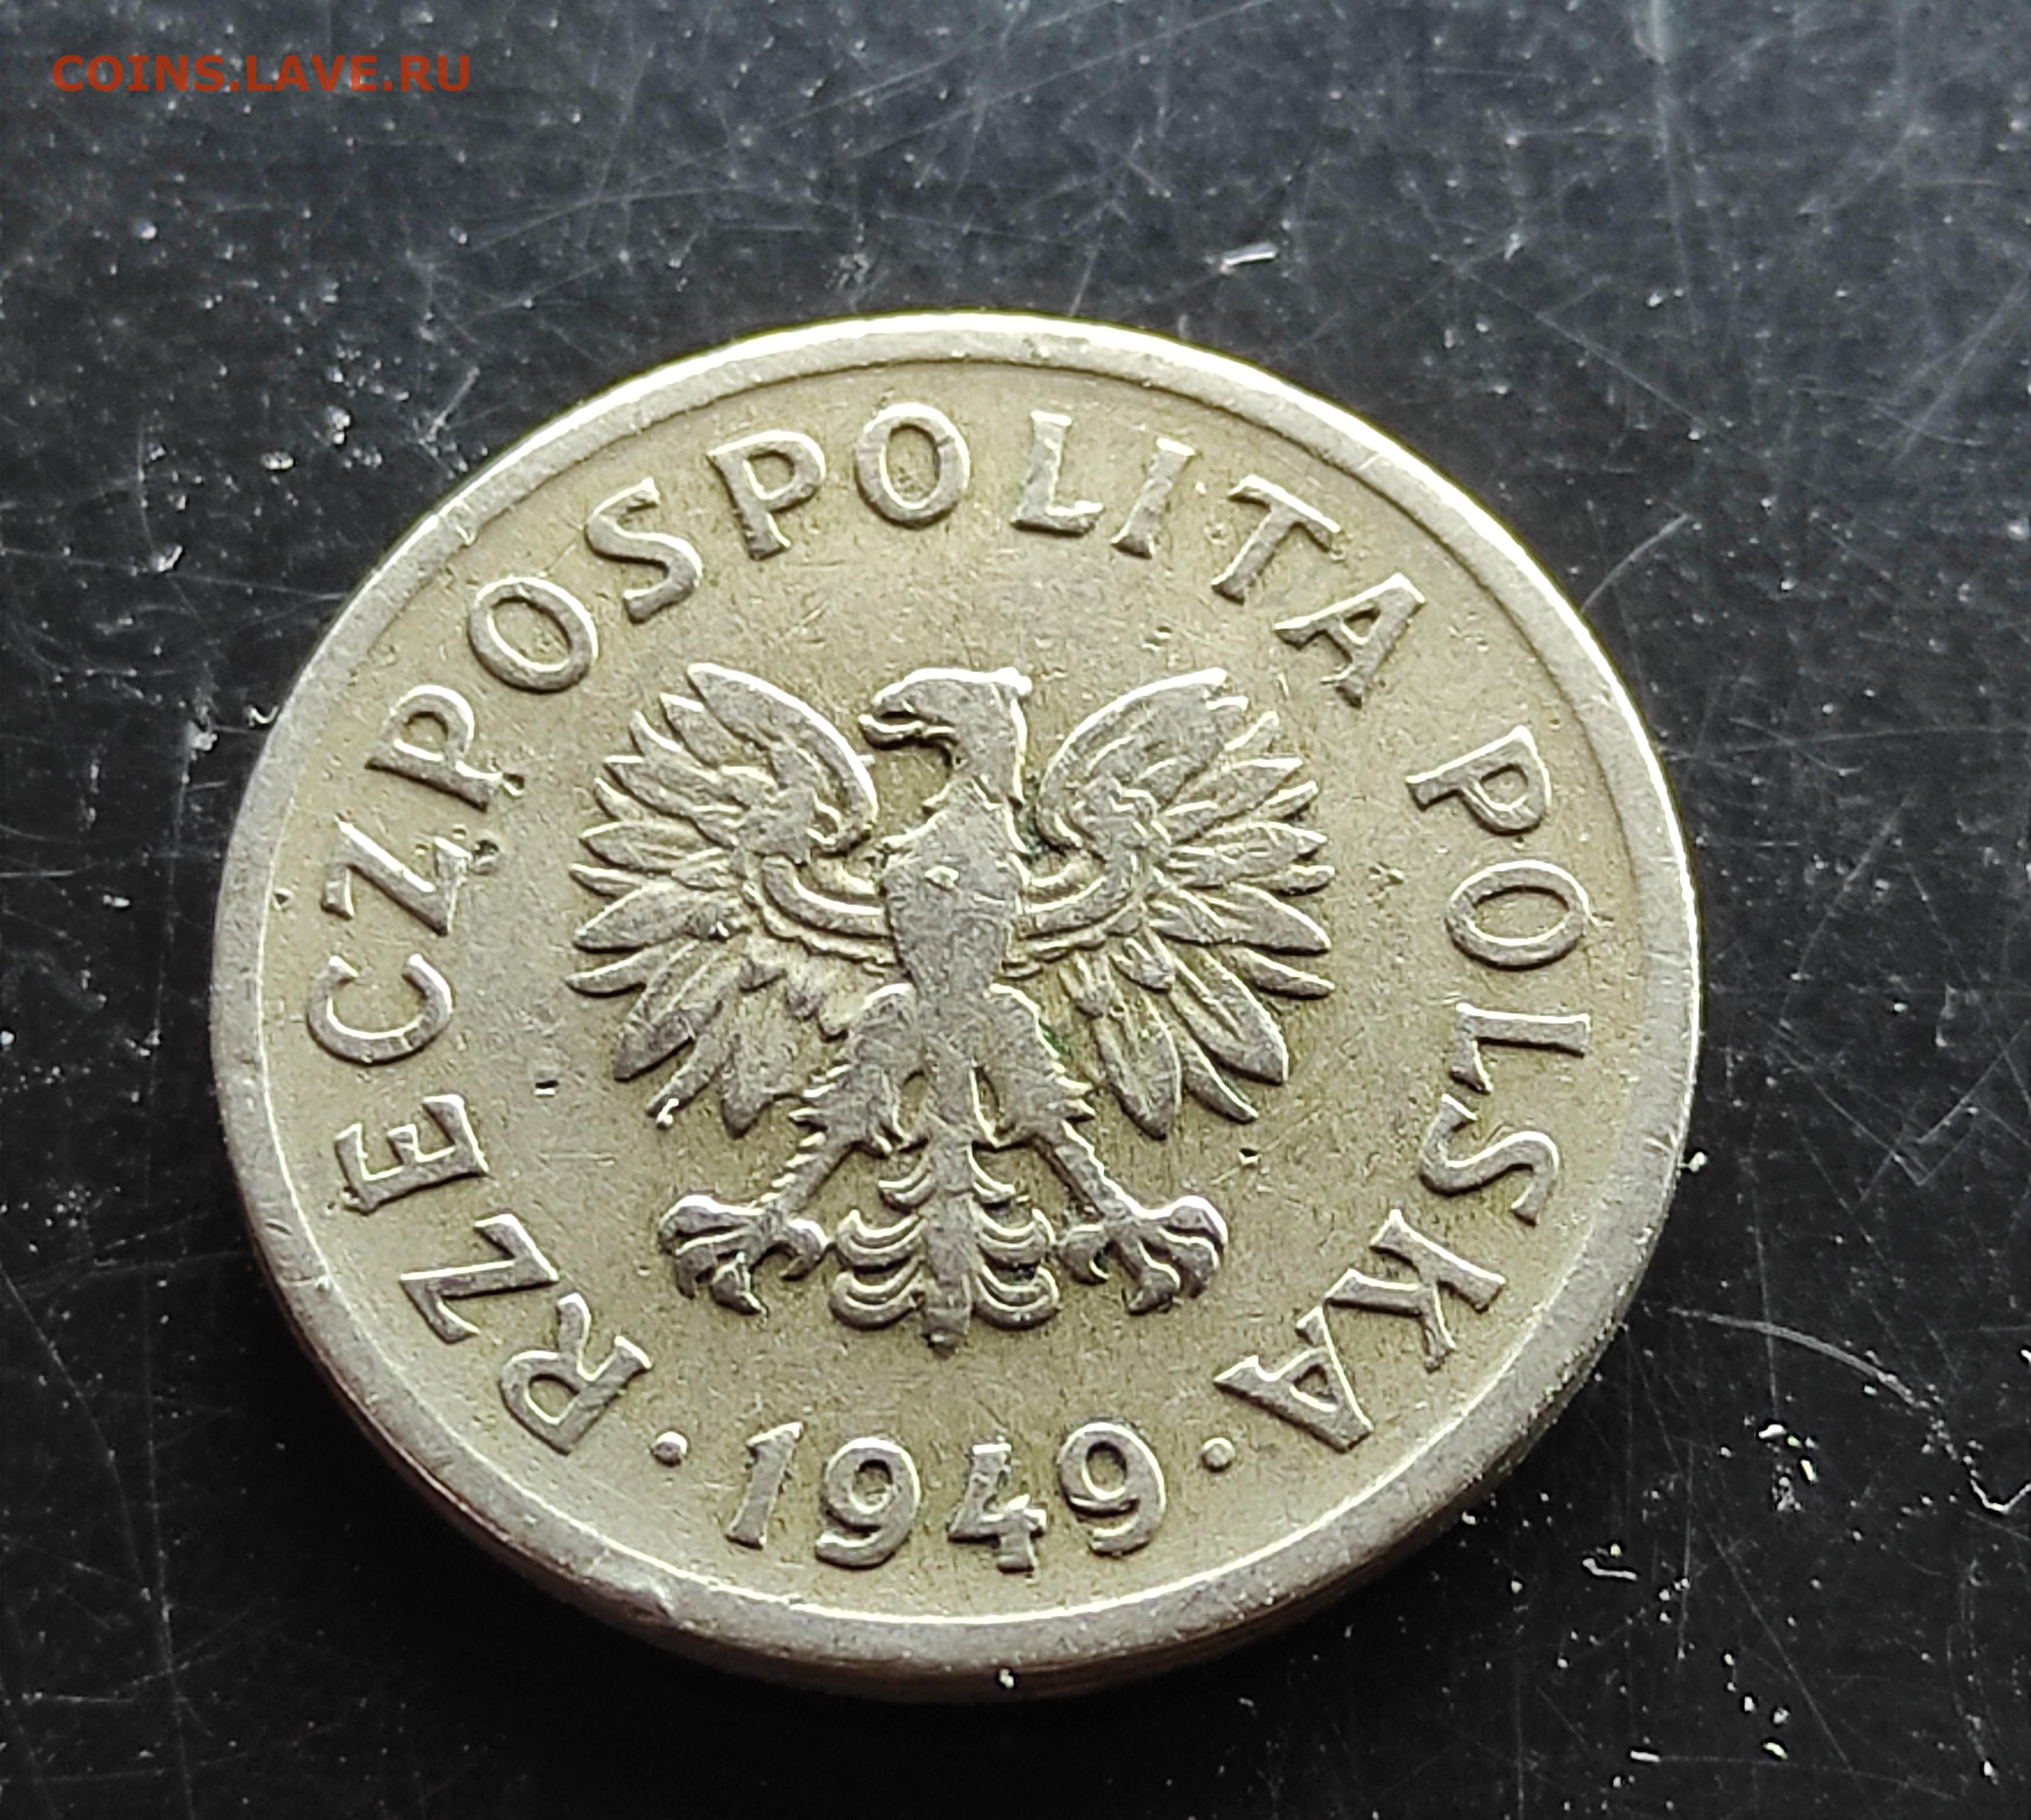 COINS.LAVE.RU
RZECZPOSPOLITA POLSKA
· 1949 ·